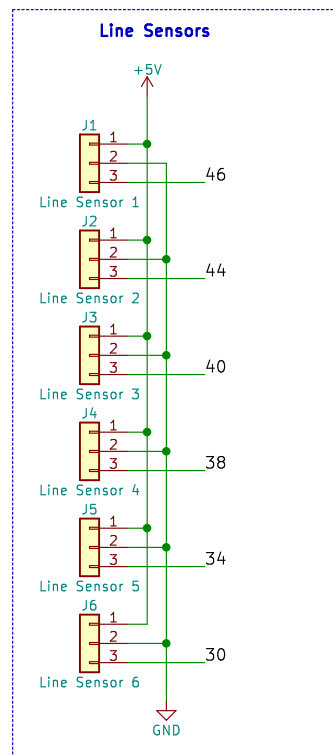 Line Sensors
+5V
J1
1
2
3
46
Line Sensor 1
J2
1
2
3
44
Line Sensor 2
J3
1
2
3
40
Line Sensor 3
J4
1
2
3
38
Line Sensor 4
J5
1
2
3
34
Line Sensor 5
J6
1
2
3
30
Line Sensor 6
GND